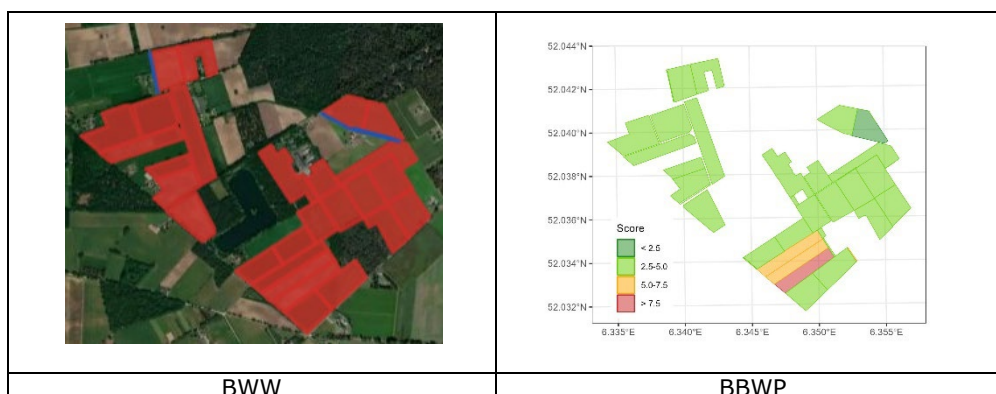 52.044°N
52.042°N
52.040°N
52.038°N
52.036°N
52.034°N
52.032°N
Score
< 2.5
2.5-5.0
5.0-7.5
> 7.5
6.335°E 6.340°E 6.345°E 6.350°E 6.355°E
BWW BBWP